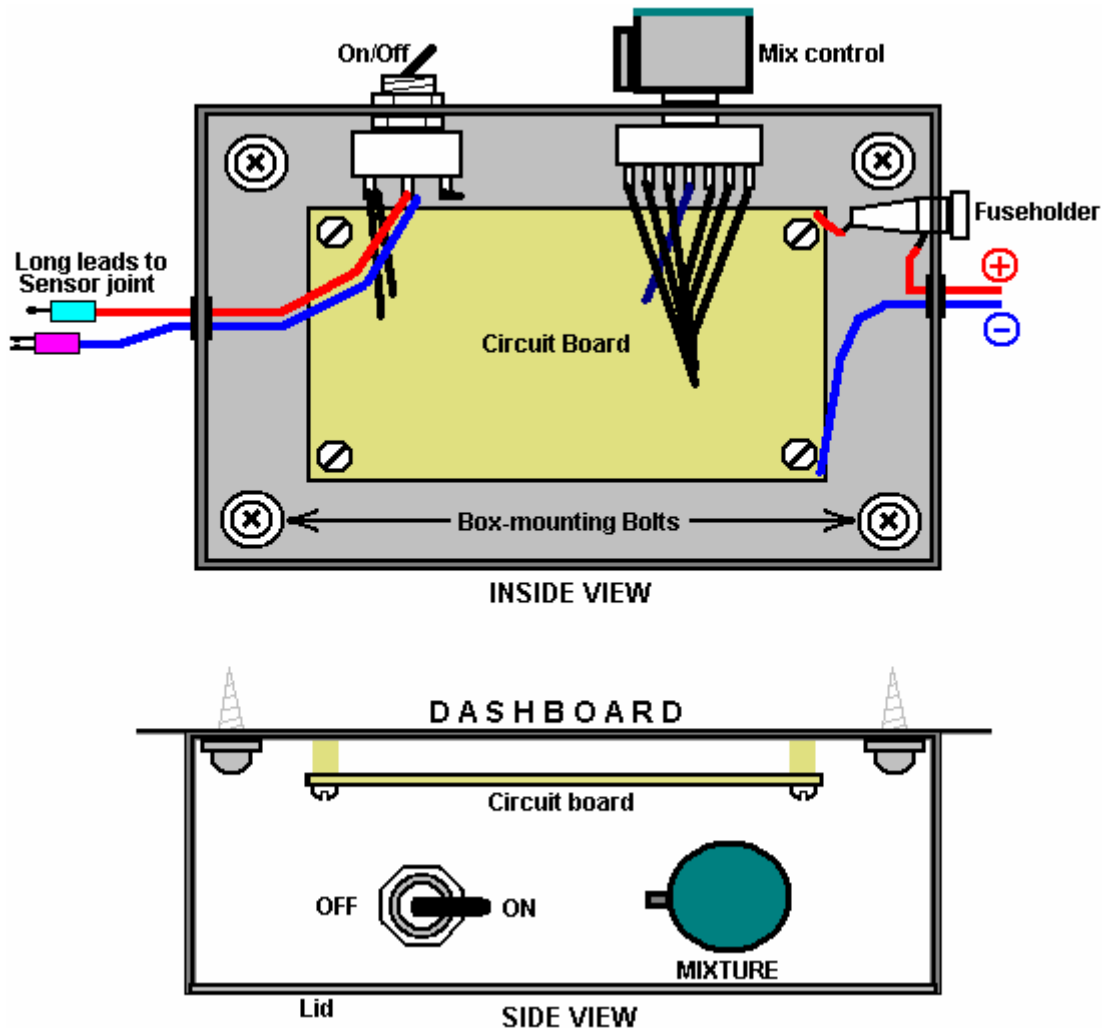 On/Off
Mix control
Fuseholder
Long leads to
Sensor joint
+
Circuit Board
−
Box-mounting Bolts
INSIDE VIEW
DASHBOARD
Circuit board
OFF
ON
MIXTURE
Lid
SIDE VIEW